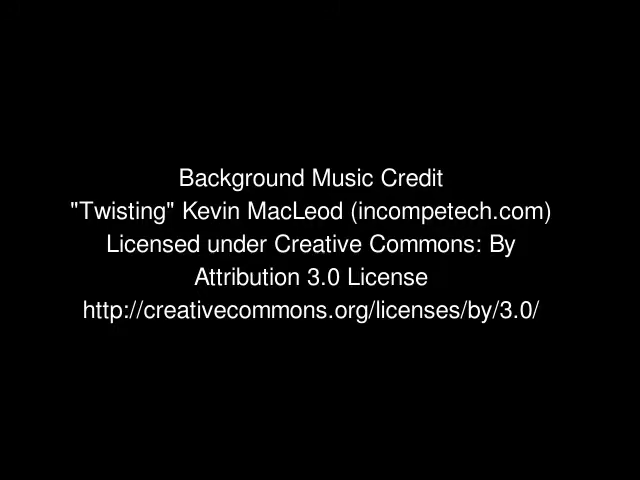 Background Music Credit
"Twisting" Kevin MacLeod (incompetech.com)
Licensed under Creative Commons: By
Attribution 3.0 License
http://creativecommons.org/licenses/by/3.0/